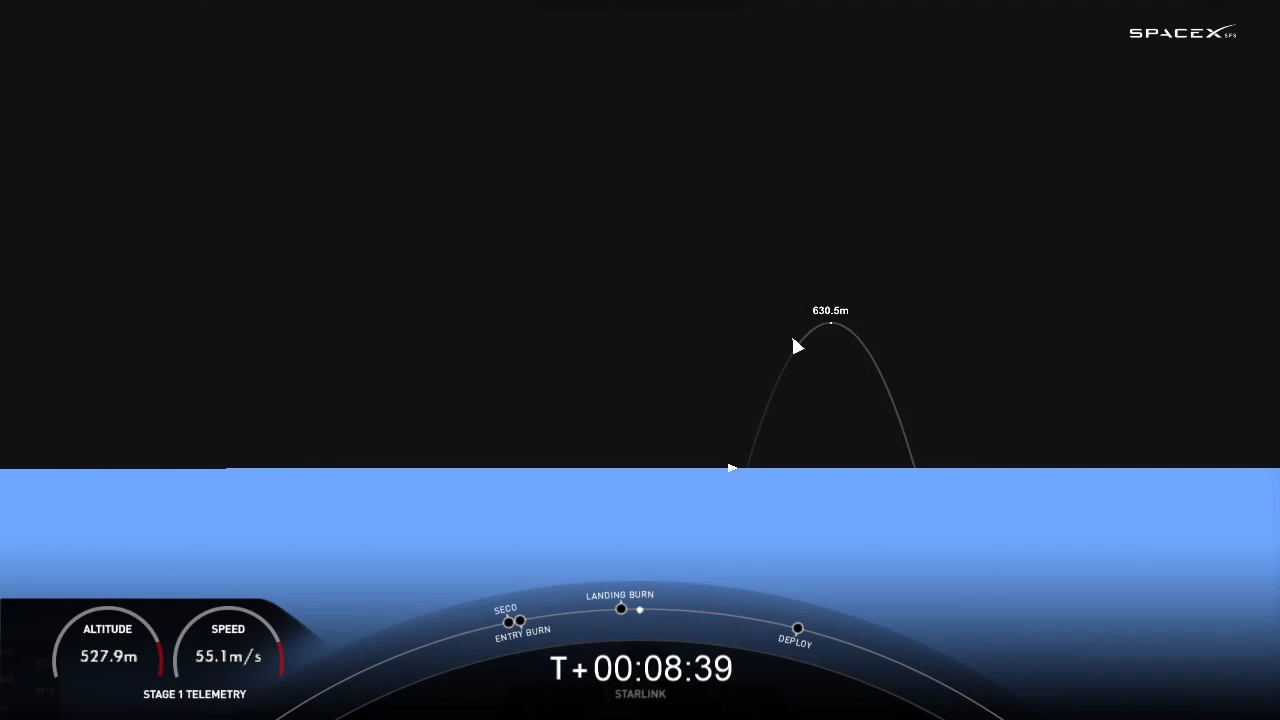 SPACEX SFS
630.5m
LANDING BURN
SECO
ENTRY BURN
DEPLOY
ALTITUDE
527.9m
SPEED
55.1m/s
STAGE 1 TELEMETRY
T+00:08:39
STARLINK